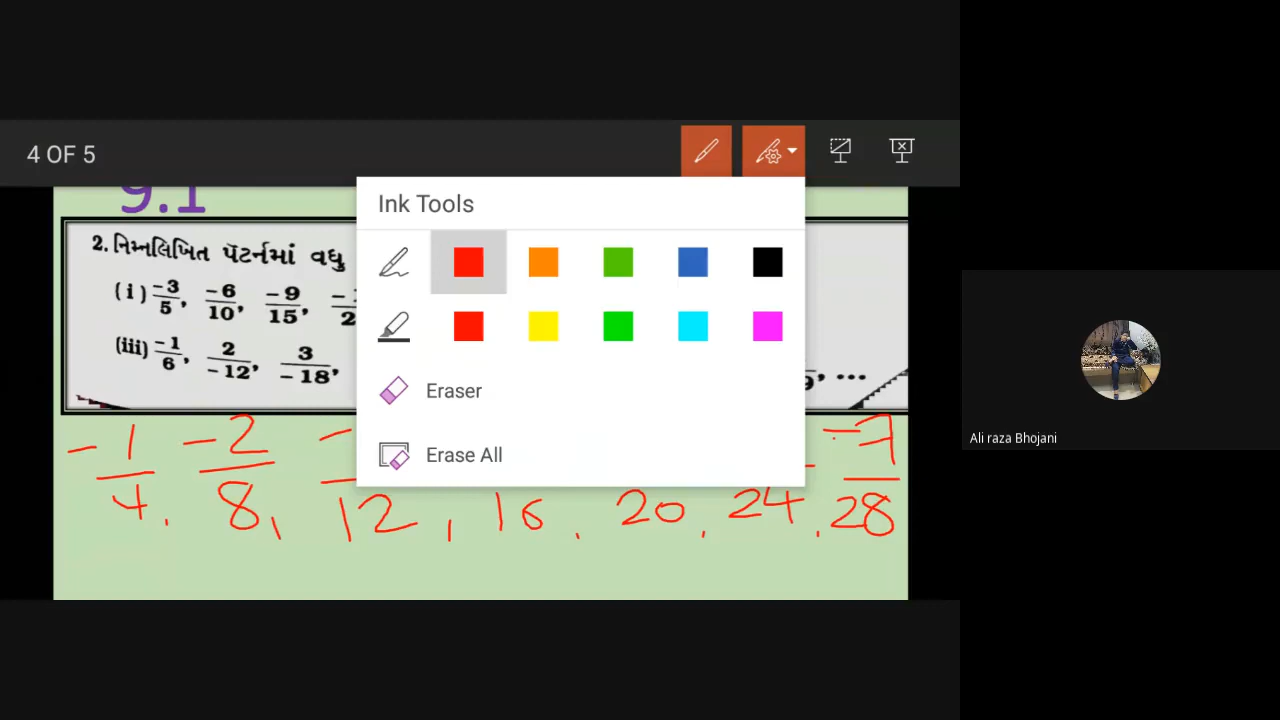 4 OF 5
9.1
Ink Tools
2. નિમ્નલિખિત પૅટર્નમાં વધુ
(i) -3/5, -6/10, -9/15,
(iii) -1/6, 2/-12, 3/-18, 9, ...
Eraser
Erase All
-1/4, -2/8, 12, 16, 20, 24, -7/28
Ali raza Bhojani